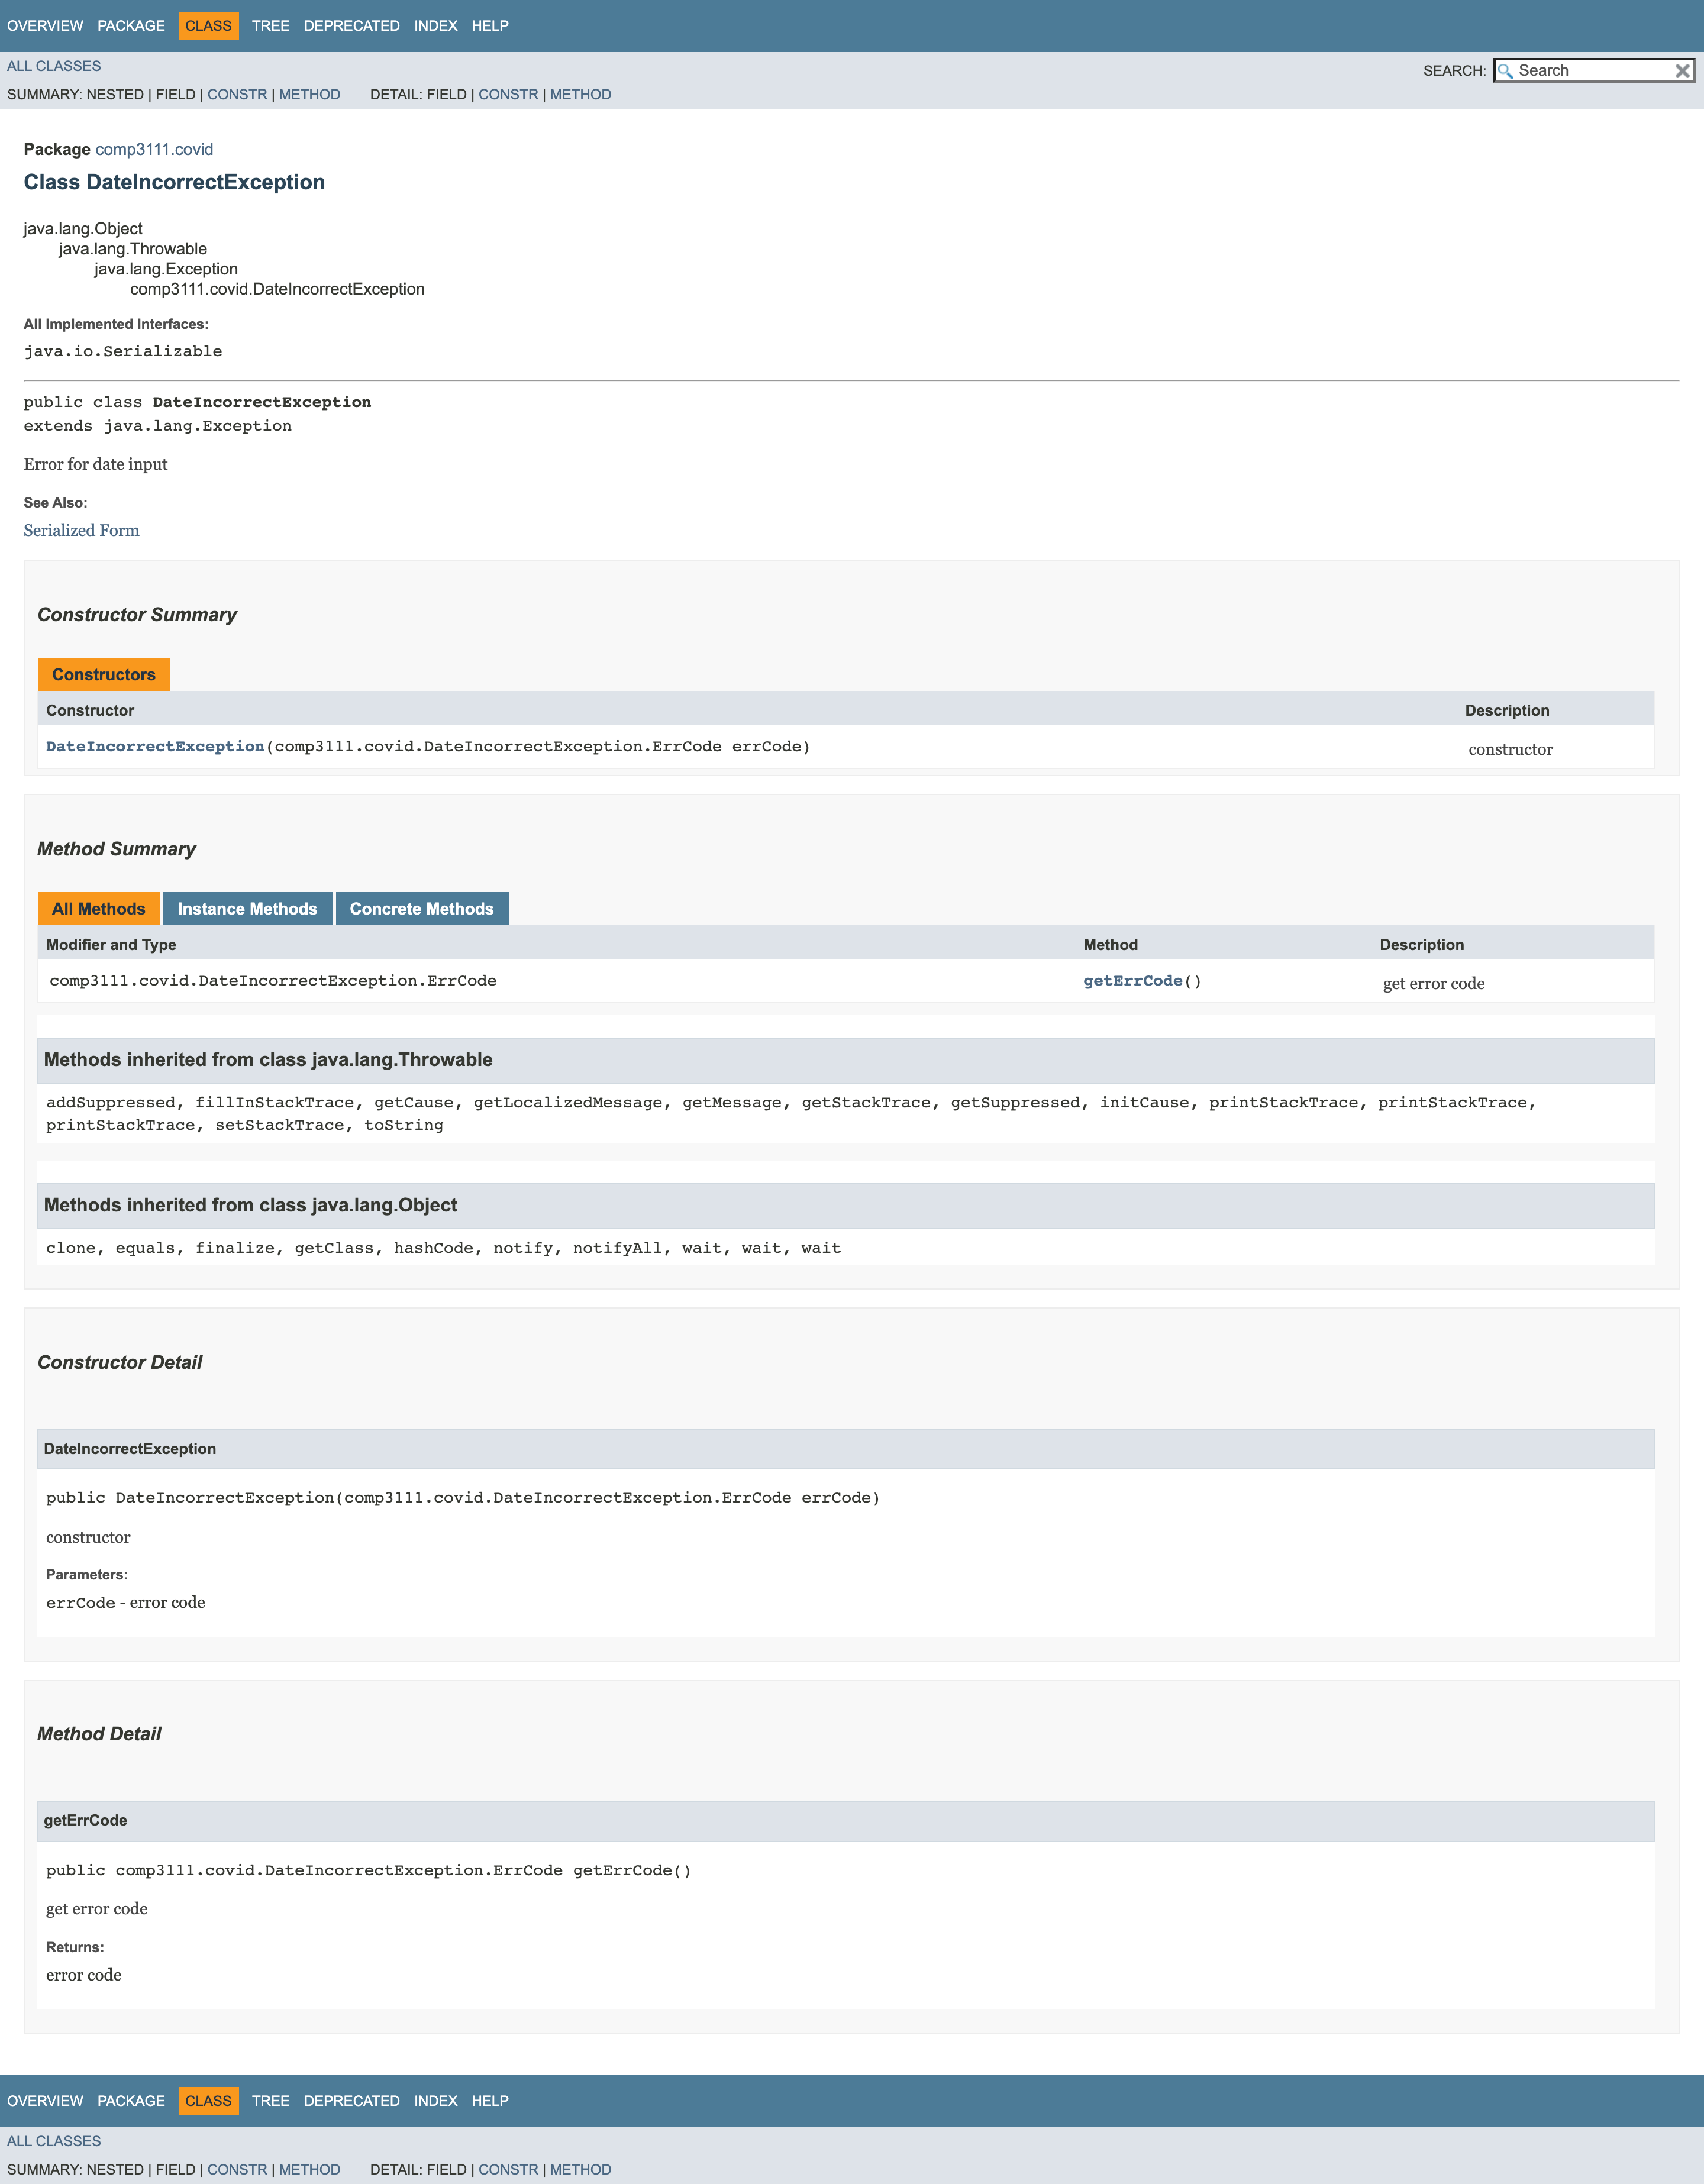 OVERVIEW PACKAGE CLASS TREE DEPRECATED INDEX HELP
ALL CLASSES
SEARCH: Search
SUMMARY: NESTED | FIELD | CONSTR | METHOD DETAIL: FIELD | CONSTR | METHOD
Package comp3111.covid
Class DateIncorrectException
java.lang.Object
java.lang.Throwable
java.lang.Exception
comp3111.covid.DateIncorrectException
All Implemented Interfaces:
java.io.Serializable
public class DateIncorrectException
extends java.lang.Exception
Error for date input
See Also:
Serialized Form
Constructor Summary
Constructors
Constructor Description
DateIncorrectException(comp3111.covid.DateIncorrectException.ErrCode errCode) constructor
Method Summary
All Methods Instance Methods Concrete Methods
Modifier and Type Method Description
comp3111.covid.DateIncorrectException.ErrCode getErrCode() get error code
Methods inherited from class java.lang.Throwable
addSuppressed, fillInStackTrace, getCause, getLocalizedMessage, getMessage, getStackTrace, getSuppressed, initCause, printStackTrace, printStackTrace,
printStackTrace, setStackTrace, toString
Methods inherited from class java.lang.Object
clone, equals, finalize, getClass, hashCode, notify, notifyAll, wait, wait, wait
Constructor Detail
DateIncorrectException
public DateIncorrectException(comp3111.covid.DateIncorrectException.ErrCode errCode)
constructor
Parameters:
errCode - error code
Method Detail
getErrCode
public comp3111.covid.DateIncorrectException.ErrCode getErrCode()
get error code
Returns:
error code
OVERVIEW PACKAGE CLASS TREE DEPRECATED INDEX HELP
ALL CLASSES
SUMMARY: NESTED | FIELD | CONSTR | METHOD DETAIL: FIELD | CONSTR | METHOD